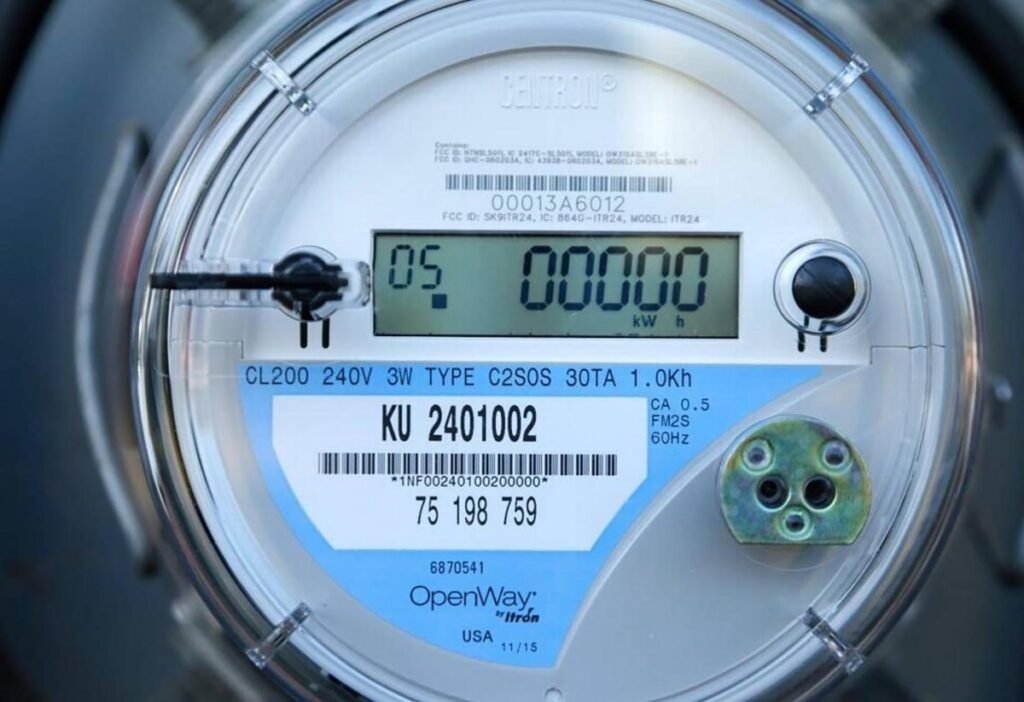 CENTRON®
Contains:
FCC ID: SK9ITR24, IC: 864G-ITR24, MODEL: ITR24
00013A6012
05 00000
kW h
CL200 240V 3W TYPE C2SOS 30TA 1.0Kh
CA 0.5
FM2S
60Hz
KU 2401002
*1NF00240100200000*
75 198 759
6870541
OpenWay
by Itron
USA 11/15